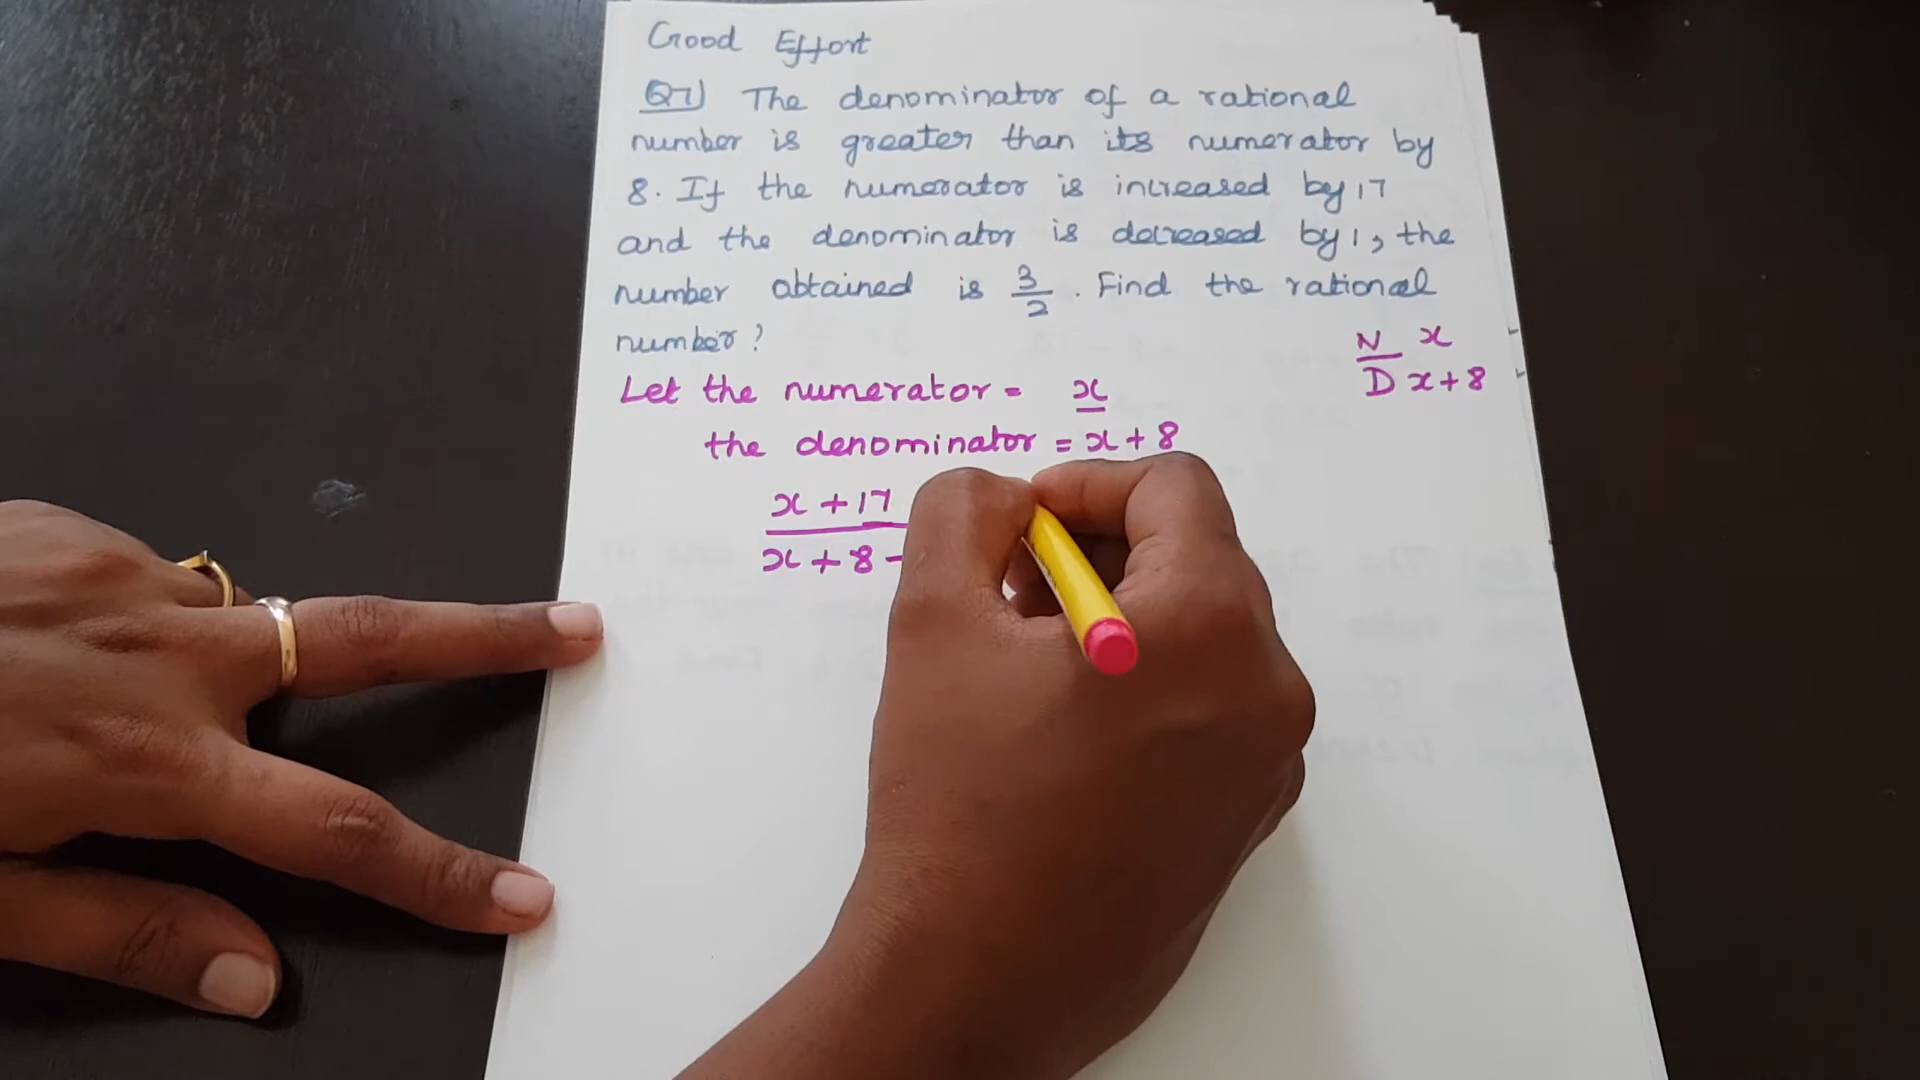 Good Effort
Q7) The denominator of a rational
number is greater than its numerator by
8. If the numerator is increased by 17
and the denominator is decreased by 1, the
number obtained is 3/2. Find the rational
number?
N x
D x+8
Let the numerator = x
the denominator = x + 8
x + 17
x + 8 -